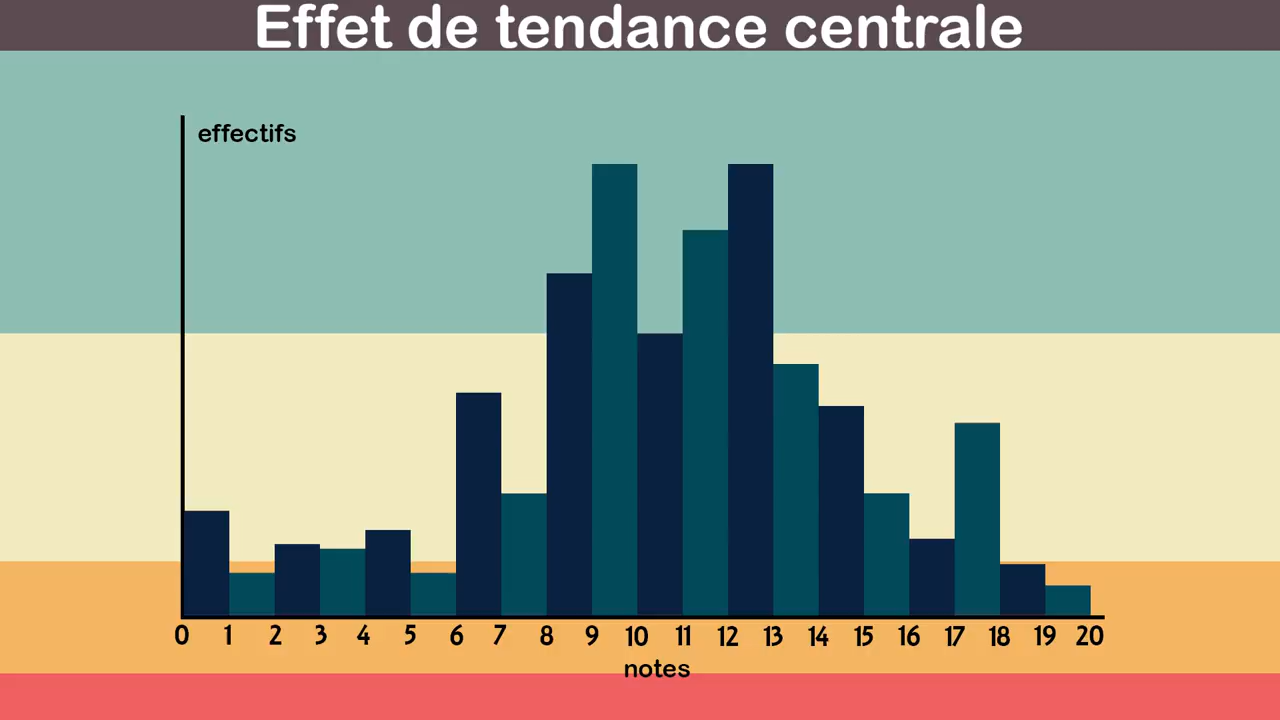 Effet de tendance centrale
effectifs
0 1 2 3 4 5 6 7 8 9 10 11 12 13 14 15 16 17 18 19 20
notes